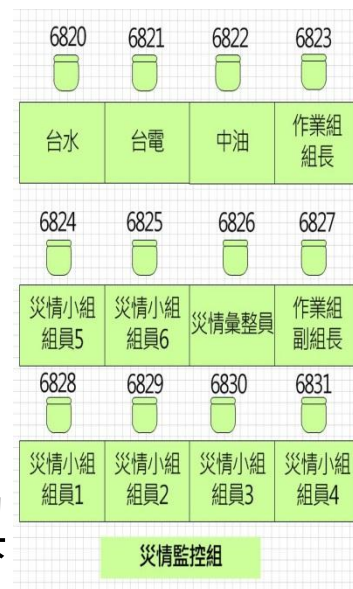 6820 6821 6822 6823
台水 台電 中油 作業組
組長
6824 6825 6826 6827
災情小組 災情小組 災情彙整員 作業組
組員5 組員6 副組長
6828 6829 6830 6831
災情小組 災情小組 災情小組 災情小組
組員1 組員2 組員3 組員4
災情監控組